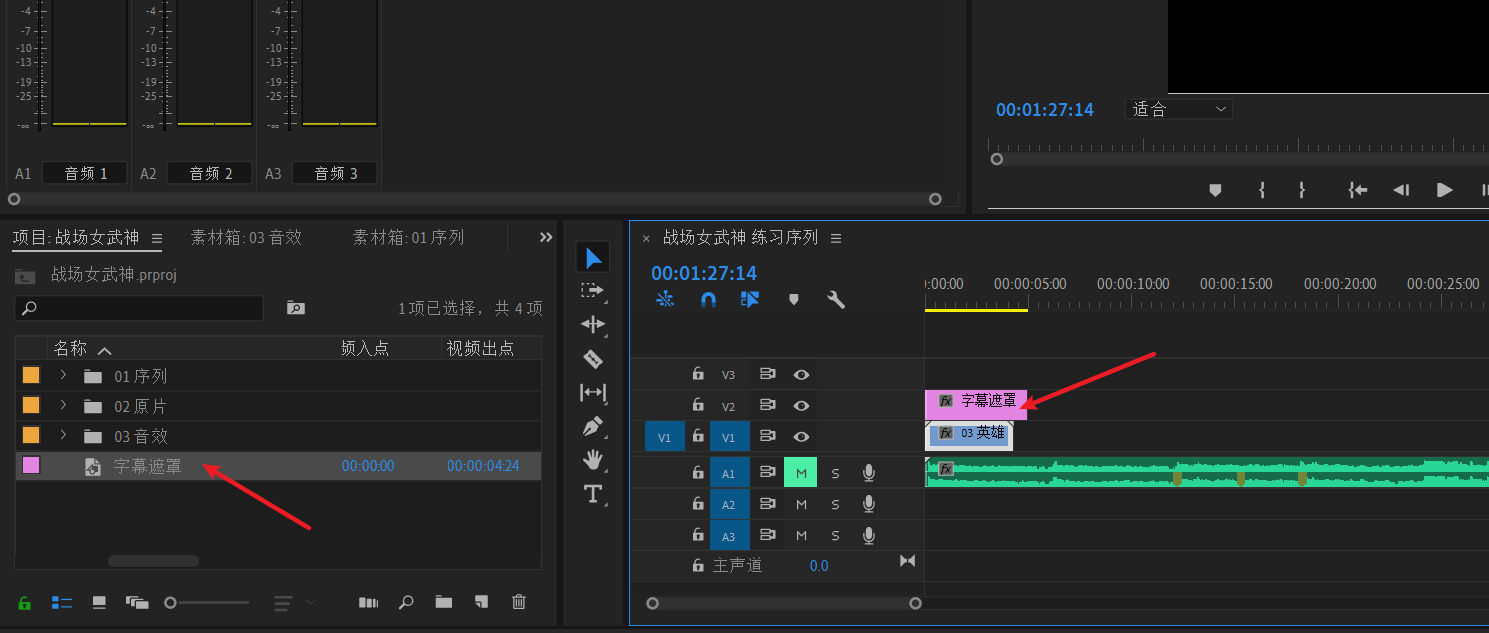 -4 -4 -4
-7 -7 -7
-10 -10 -10
-13 -13 -13
-19 -19 -19
-25 -25 -25
-∞ -∞ -∞
A1 音频 1 A2 音频 2 A3 音频 3
00:01:27:14 适合
项目: 战场女武神 素材箱: 03 音效 素材箱: 01 序列
战场女武神.prproj
1项已选择，共 4 项
名称 频入点 视频出点
01 序列
02 原片
03 音效
字幕遮罩 00:00:00 00:00:04:24
× 战场女武神 练习序列
00:01:27:14
:00:00 00:00:05:00 00:00:10:00 00:00:15:00 00:00:20:00 00:00:25:00
V3
V2 fx 字幕遮罩
V1 V1 fx 03 英雄
A1 M S fx
A2 M S
A3 M S
主声道 0.0
T